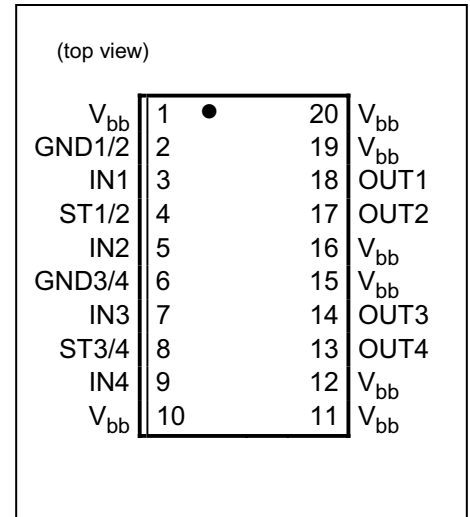 (top view)
Vbb 1 20 Vbb
GND1/2 2 19 Vbb
IN1 3 18 OUT1
ST1/2 4 17 OUT2
IN2 5 16 Vbb
GND3/4 6 15 Vbb
IN3 7 14 OUT3
ST3/4 8 13 OUT4
IN4 9 12 Vbb
Vbb 10 11 Vbb